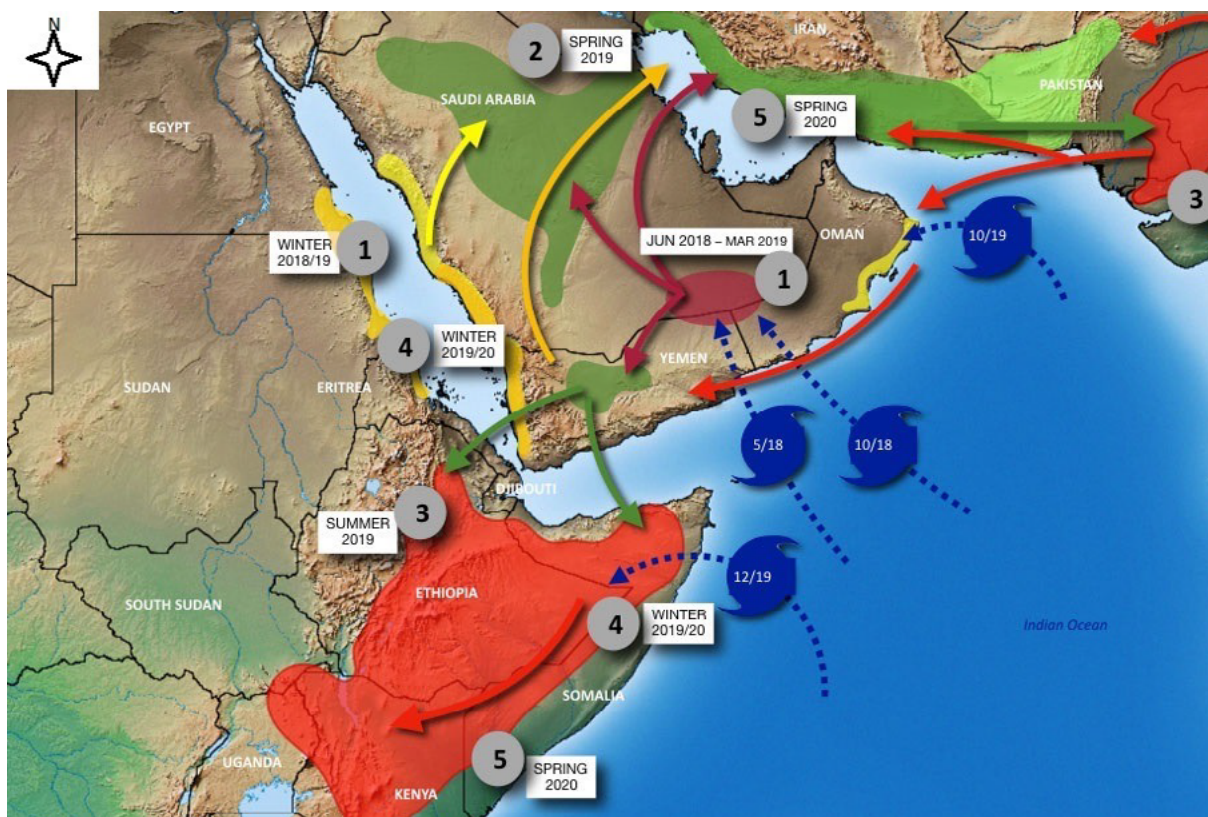 N
2
SPRING
2019
IRAN
SAUDI ARABIA
PAKISTAN
EGYPT
5
SPRING
2020
3
WINTER
2018/19
1
JUN 2018 – MAR 2019
OMAN
10/19
1
4
WINTER
2019/20
YEMEN
SUDAN
ERITREA
5/18
10/18
DJIBOUTI
3
SUMMER
2019
12/19
ETHIOPIA
SOUTH SUDAN
4
WINTER
2019/20
Indian Ocean
SOMALIA
5
SPRING
2020
UGANDA
KENYA